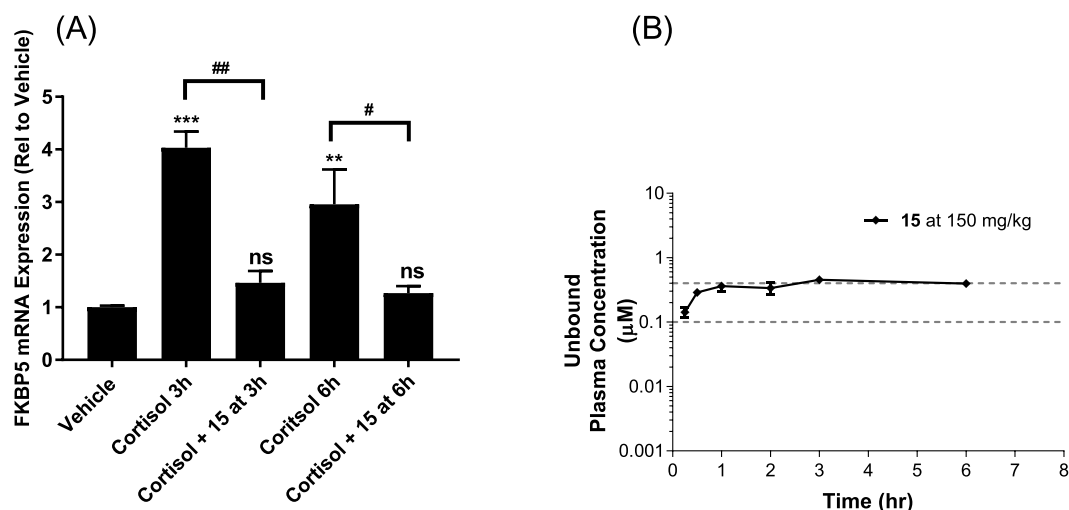 (A)
FKBP5 mRNA Expression (Rel to Vehicle)
5
4
3
2
1
0
***
##
ns
**
#
ns
Vehicle
Cortisol 3h
Cortisol + 15 at 3h
Coritsol 6h
Cortisol + 15 at 6h
(B)
Unbound
Plasma Concentration
(μM)
10
1
0.1
0.01
0.001
15 at 150 mg/kg
0 1 2 3 4 5 6 7 8
Time (hr)